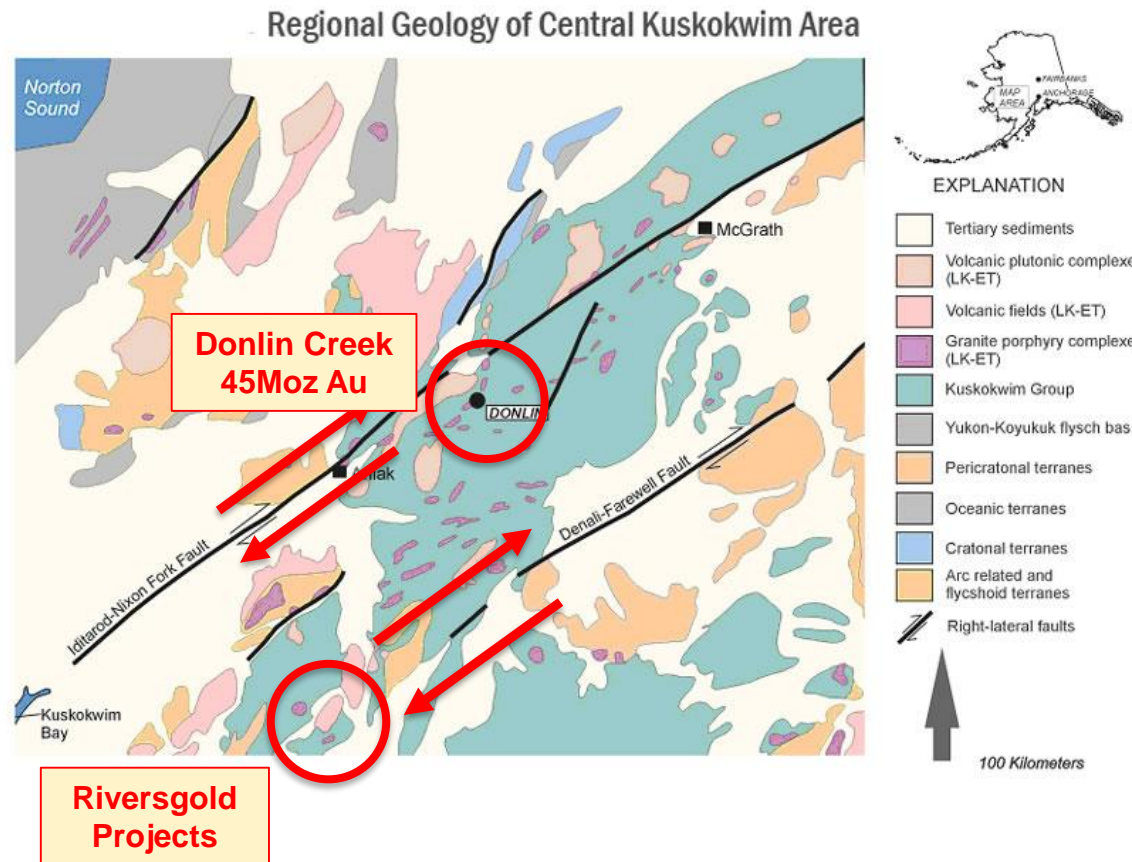 Regional Geology of Central Kuskokwim Area
Norton
Sound
FAIRBANKS
ANCHORAGE
MAP
AREA
EXPLANATION
Tertiary sediments
Volcanic plutonic complexe
(LK-ET)
Volcanic fields (LK-ET)
Granite porphyry complexe
(LK-ET)
Kuskokwim Group
Yukon-Koyukuk flysch bas
Pericratonal terranes
Oceanic terranes
Cratonal terranes
Arc related and
flycshoid terranes
Right-lateral faults
100 Kilometers
McGrath
Donlin Creek
45Moz Au
DONLIN
Iditarod-Nixon Fork Fault
Denali-Farewell Fault
Kuskokwim
Bay
Riversgold
Projects